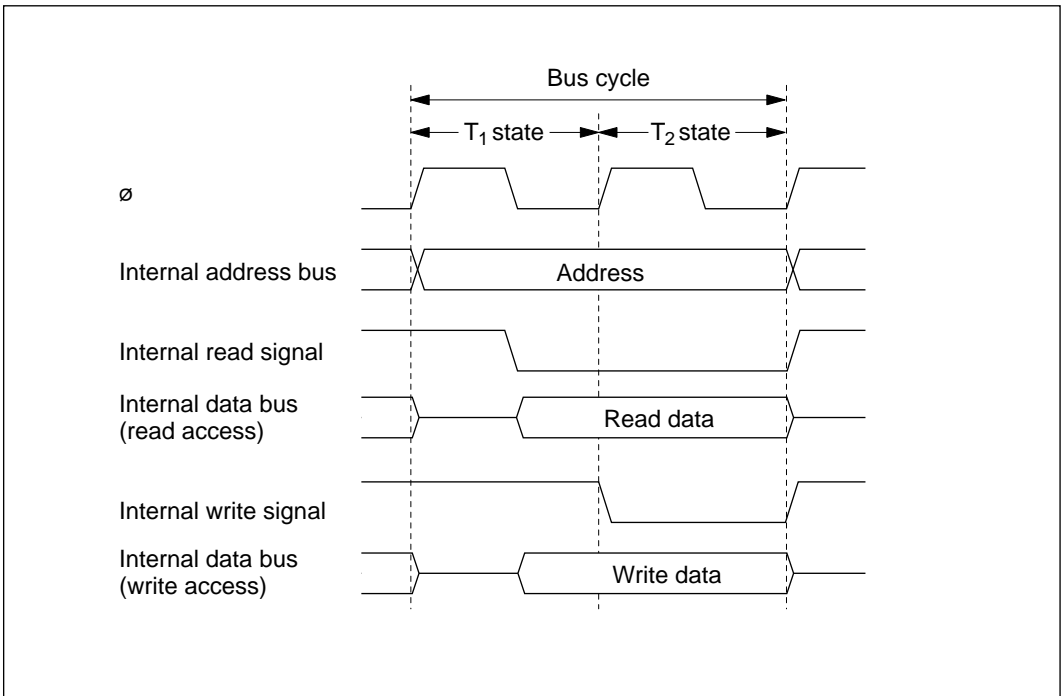 Bus cycle
T1 state T2 state
ø
Internal address bus Address
Internal read signal
Internal data bus
(read access) Read data
Internal write signal
Internal data bus
(write access) Write data